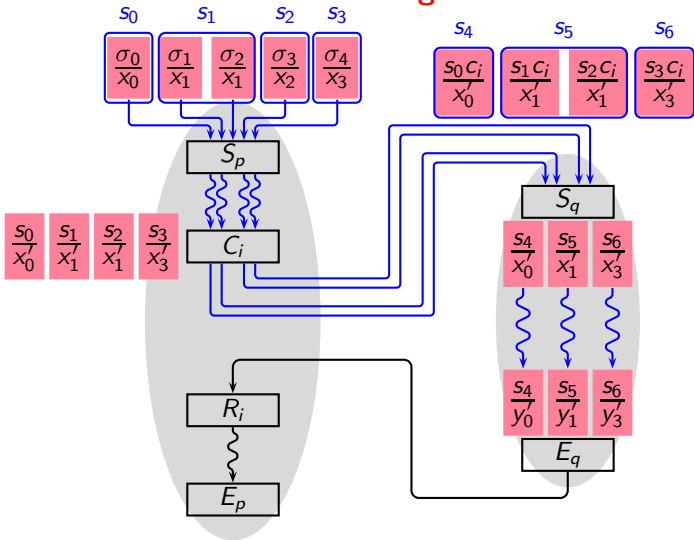 s₀ s₁ s₂ s₃
σ₀/x₀ σ₁/x₁ σ₂/x₁ σ₃/x₂ σ₄/x₃
s₄ s₅ s₆
s₀cᵢ/x′₀ s₁cᵢ/x′₁ s₂cᵢ/x′₁ s₃cᵢ/x′₃
Sₚ
S_q
s₀/x′₀ s₁/x′₁ s₂/x′₁ s₃/x′₃
Cᵢ
s₄/x′₀ s₅/x′₁ s₆/x′₃
Rᵢ
s₄/y′₀ s₅/y′₁ s₆/y′₃
E_q
Eₚ